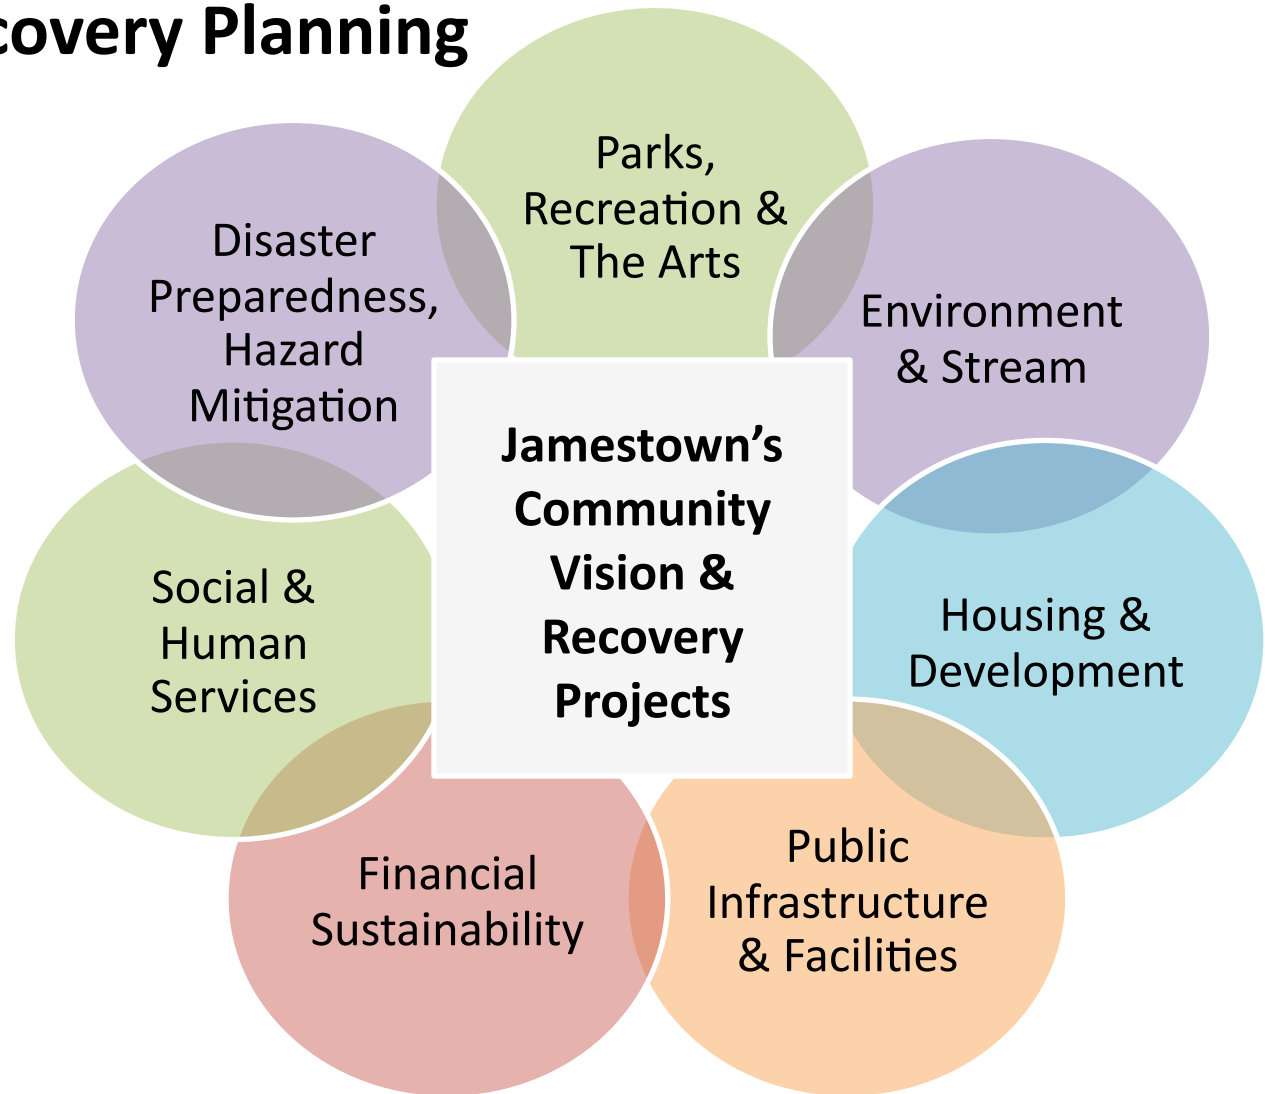 covery Planning
Parks,
Recreation &
The Arts
Disaster
Preparedness,
Hazard
Mitigation
Environment
& Stream
Jamestown’s
Community
Vision &
Recovery
Projects
Social &
Human
Services
Housing &
Development
Financial
Sustainability
Public
Infrastructure
& Facilities